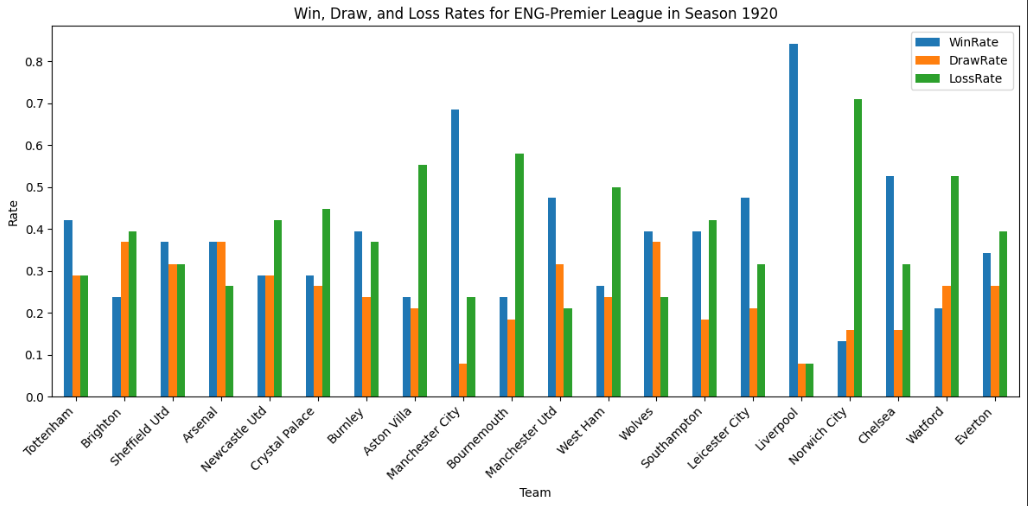 Win, Draw, and Loss Rates for ENG-Premier League in Season 1920
WinRate
DrawRate
LossRate
0.8
0.7
0.6
0.5
0.4
0.3
0.2
0.1
0.0
Rate
Tottenham
Brighton
Sheffield Utd
Arsenal
Newcastle Utd
Crystal Palace
Burnley
Aston Villa
Manchester City
Bournemouth
Manchester Utd
West Ham
Wolves
Southampton
Leicester City
Liverpool
Norwich City
Chelsea
Watford
Everton
Team